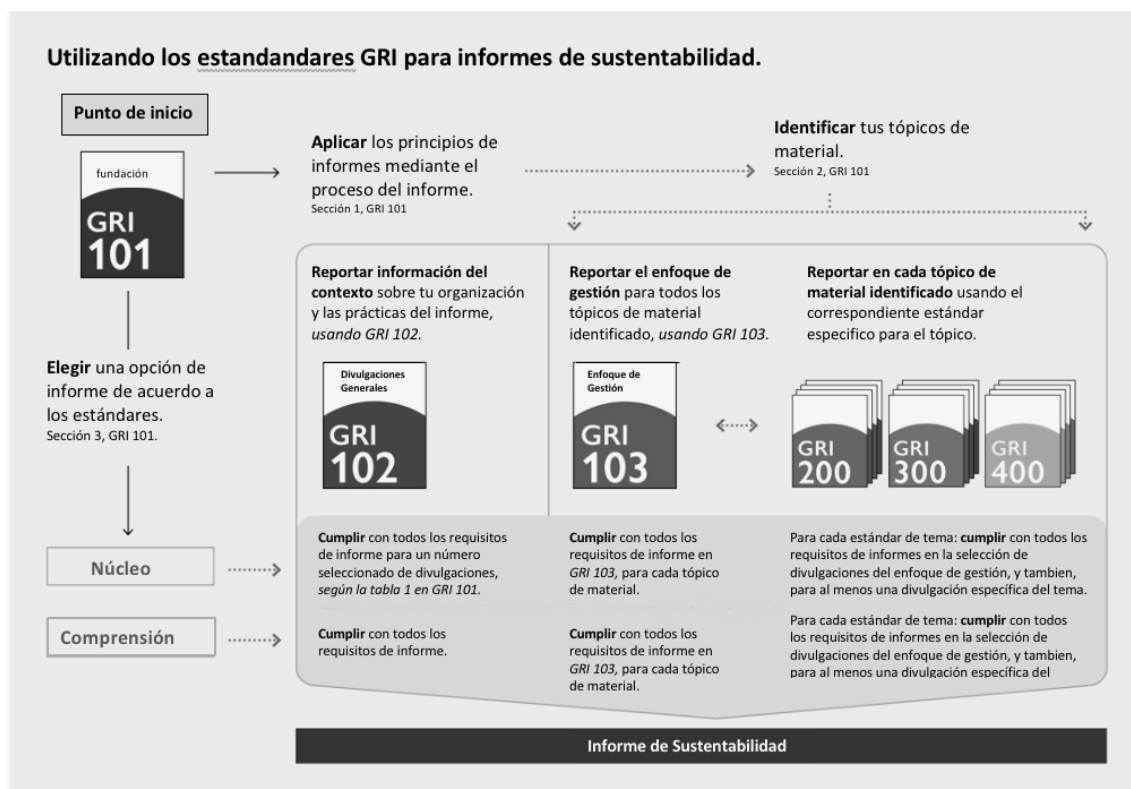 Utilizando los estandandares GRI para informes de sustentabilidad.
Punto de inicio
fundación
GRI
101
Aplicar los principios de
informes mediante el
proceso del informe.
Sección 1, GRI 101
Identificar tus tópicos de
material.
Sección 2, GRI 101
Elegir una opción de
informe de acuerdo a
los estándares.
Sección 3, GRI 101.
Reportar información del
contexto sobre tu organización
y las prácticas del informe,
usando GRI 102.
Divulgaciones
Generales
GRI
102
Reportar el enfoque de
gestión para todos los
tópicos de material
identificado, usando GRI 103.
Enfoque de
Gestión
GRI
103
Reportar en cada tópico de
material identificado usando el
correspondiente estándar
especifico para el tópico.
GRI
200
GRI
300
GRI
400
Núcleo
Cumplir con todos los requisitos
de informe para un número
seleccionado de divulgaciones,
según la tabla 1 en GRI 101.
Cumplir con todos los
requisitos de informe en
GRI 103, para cada tópico
de material.
Para cada estándar de tema: cumplir con todos los
requisitos de informes en la selección de
divulgaciones del enfoque de gestión, y tambien,
para al menos una divulgación específica del tema.
Comprensión
Cumplir con todos los
requisitos de informe.
Cumplir con todos los
requisitos de informe en
GRI 103, para cada tópico
de material.
Para cada estándar de tema: cumplir con todos
los requisitos de informes en la selección de
divulgaciones del enfoque de gestión, y tambien,
para al menos una divulgación específica del
Informe de Sustentabilidad